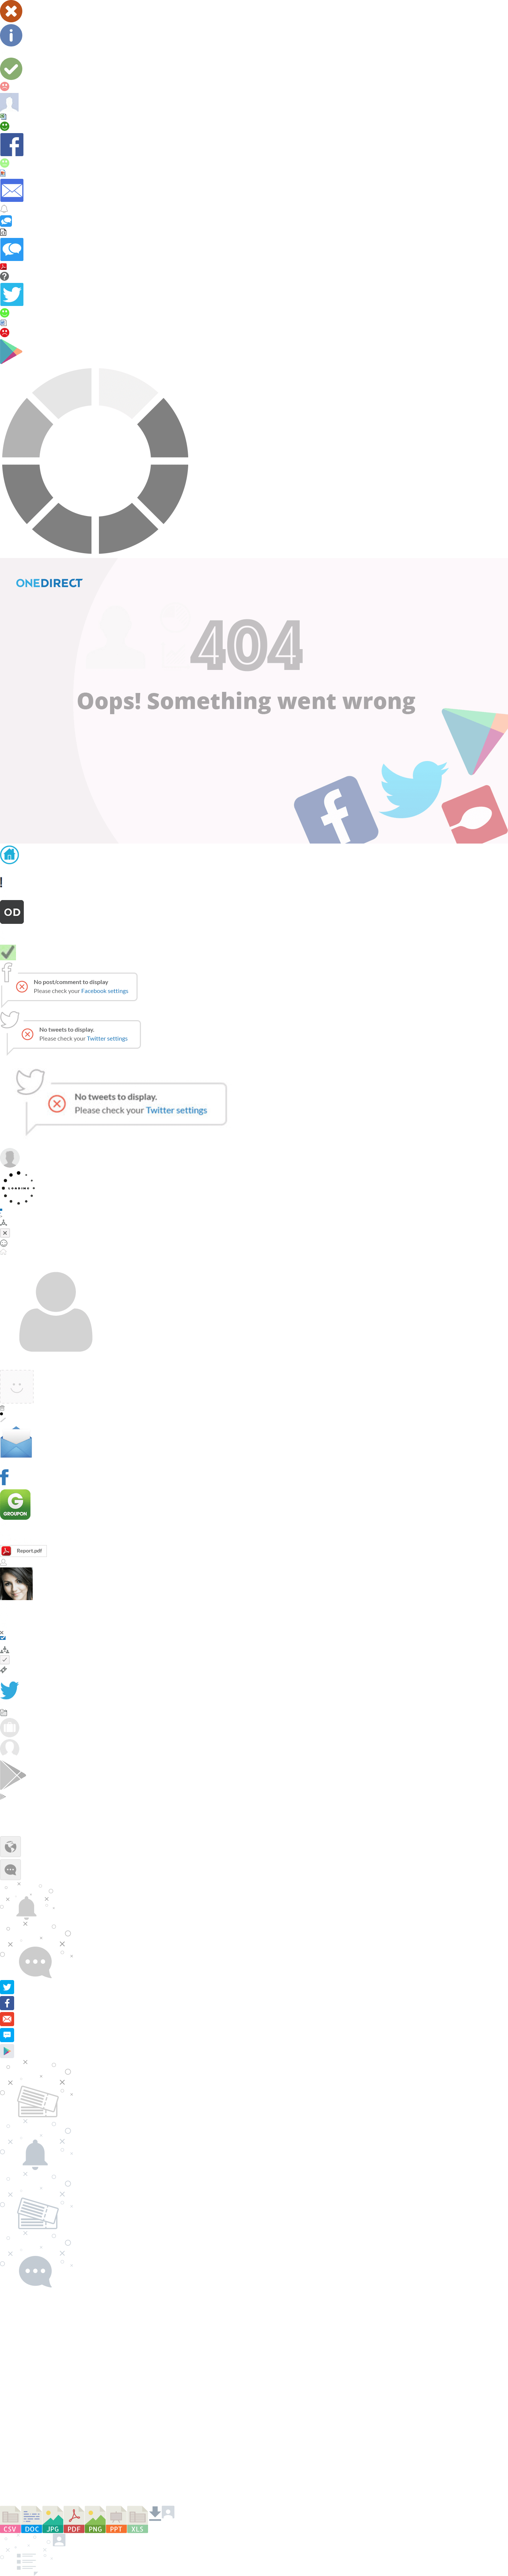 ONEDIRECT
404
Oops! Something went wrong
OD
No post/comment to display
Please check your Facebook settings
No tweets to display.
Please check your Twitter settings
No tweets to display.
Please check your Twitter settings
LOADING
G
GROUPON
Report.pdf
CSV DOC JPG PDF PNG PPT XLS